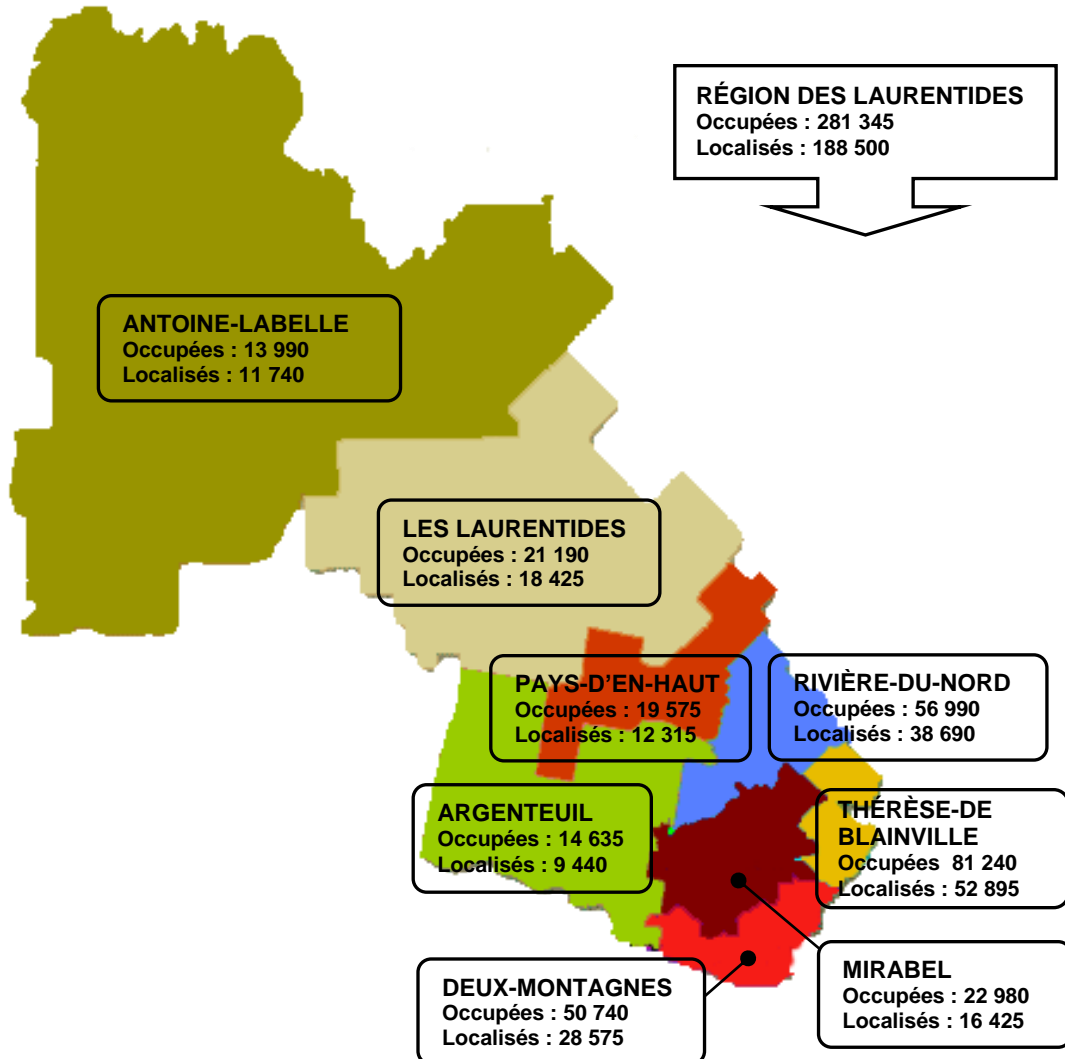 RÉGION DES LAURENTIDES
Occupées : 281 345
Localisés : 188 500
ANTOINE-LABELLE
Occupées : 13 990
Localisés : 11 740
LES LAURENTIDES
Occupées : 21 190
Localisés : 18 425
PAYS-D’EN-HAUT
Occupées : 19 575
Localisés : 12 315
RIVIÈRE-DU-NORD
Occupées : 56 990
Localisés : 38 690
ARGENTEUIL
Occupées : 14 635
Localisés : 9 440
THÉRÈSE-DE
BLAINVILLE
Occupées 81 240
Localisés : 52 895
MIRABEL
Occupées : 22 980
Localisés : 16 425
DEUX-MONTAGNES
Occupées : 50 740
Localisés : 28 575